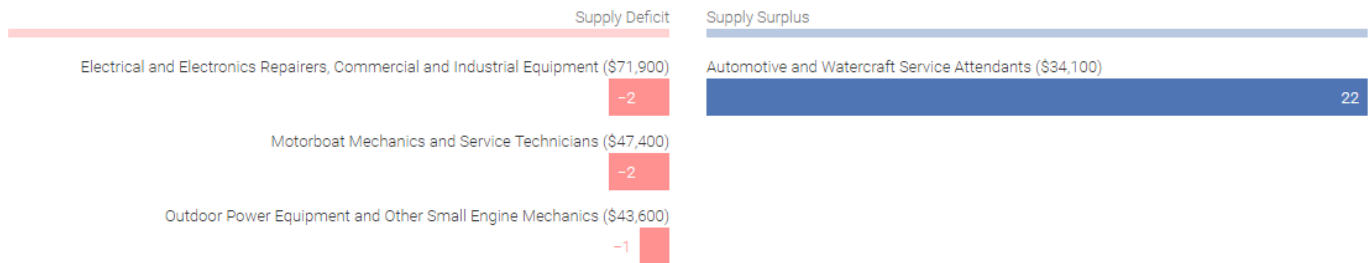 Supply Deficit
Supply Surplus
Electrical and Electronics Repairers, Commercial and Industrial Equipment ($71,900)
−2
Motorboat Mechanics and Service Technicians ($47,400)
−2
Outdoor Power Equipment and Other Small Engine Mechanics ($43,600)
−1
Automotive and Watercraft Service Attendants ($34,100)
22